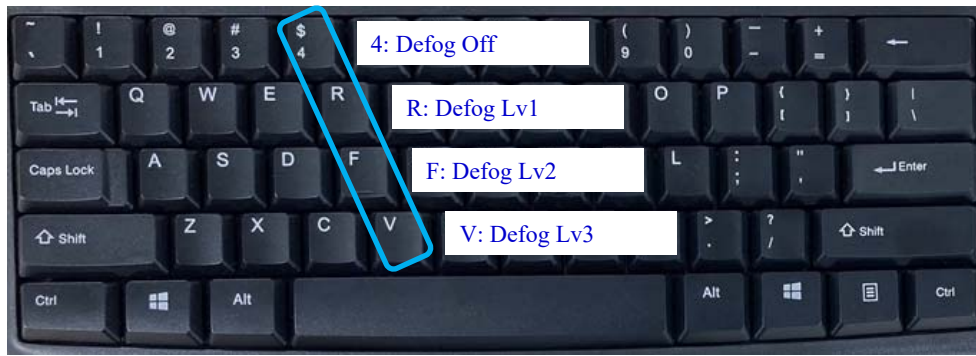 ~ ! @ # $ 4: Defog Off ( ) — +
` 1 2 3 4 9 0 – =
Tab Q W E R R: Defog Lv1 O P { } |
[ ] \
Caps Lock A S D F F: Defog Lv2 L : " Enter
; '
Shift Z X C V V: Defog Lv3 > ? Shift
. /
Ctrl Alt Alt Ctrl